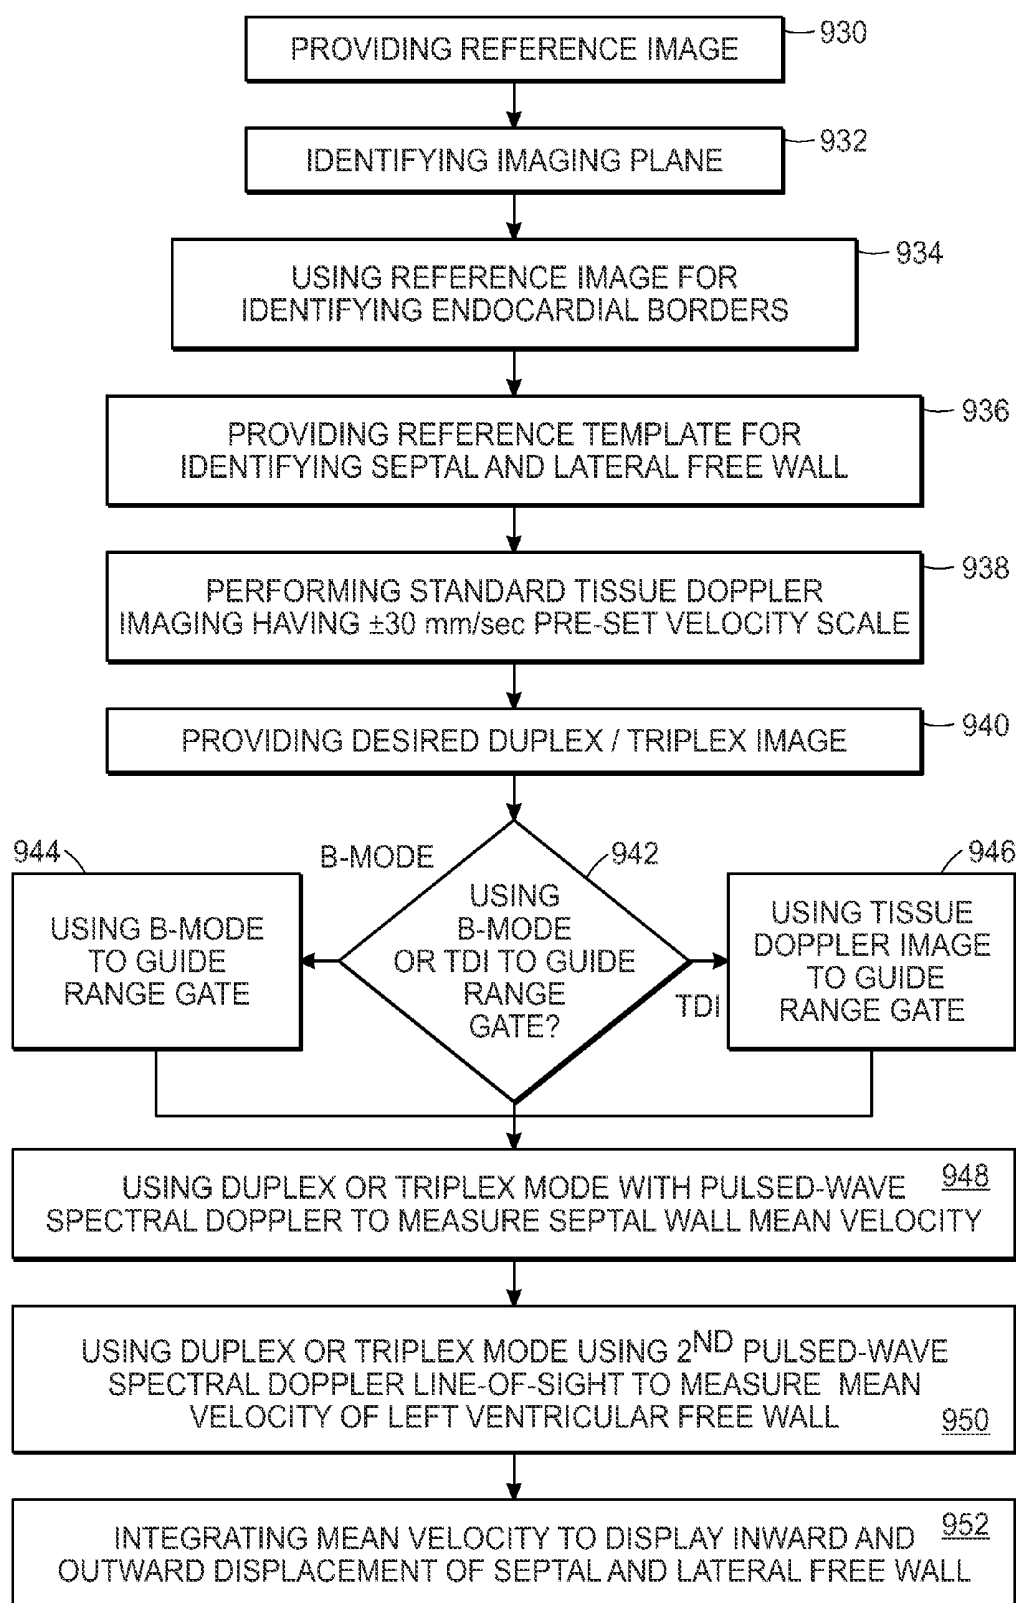 PROVIDING REFERENCE IMAGE
930
IDENTIFYING IMAGING PLANE
932
USING REFERENCE IMAGE FOR
IDENTIFYING ENDOCARDIAL BORDERS
934
PROVIDING REFERENCE TEMPLATE FOR
IDENTIFYING SEPTAL AND LATERAL FREE WALL
936
PERFORMING STANDARD TISSUE DOPPLER
IMAGING HAVING ±30 mm/sec PRE-SET VELOCITY SCALE
938
PROVIDING DESIRED DUPLEX / TRIPLEX IMAGE
940
944
USING B-MODE
TO GUIDE
RANGE GATE
B-MODE
942
USING
B-MODE
OR TDI TO GUIDE
RANGE
GATE?
TDI
946
USING TISSUE
DOPPLER IMAGE
TO GUIDE
RANGE GATE
USING DUPLEX OR TRIPLEX MODE WITH PULSED-WAVE
SPECTRAL DOPPLER TO MEASURE SEPTAL WALL MEAN VELOCITY
948
USING DUPLEX OR TRIPLEX MODE USING 2ND PULSED-WAVE
SPECTRAL DOPPLER LINE-OF-SIGHT TO MEASURE MEAN
VELOCITY OF LEFT VENTRICULAR FREE WALL
950
INTEGRATING MEAN VELOCITY TO DISPLAY INWARD AND
OUTWARD DISPLACEMENT OF SEPTAL AND LATERAL FREE WALL
952